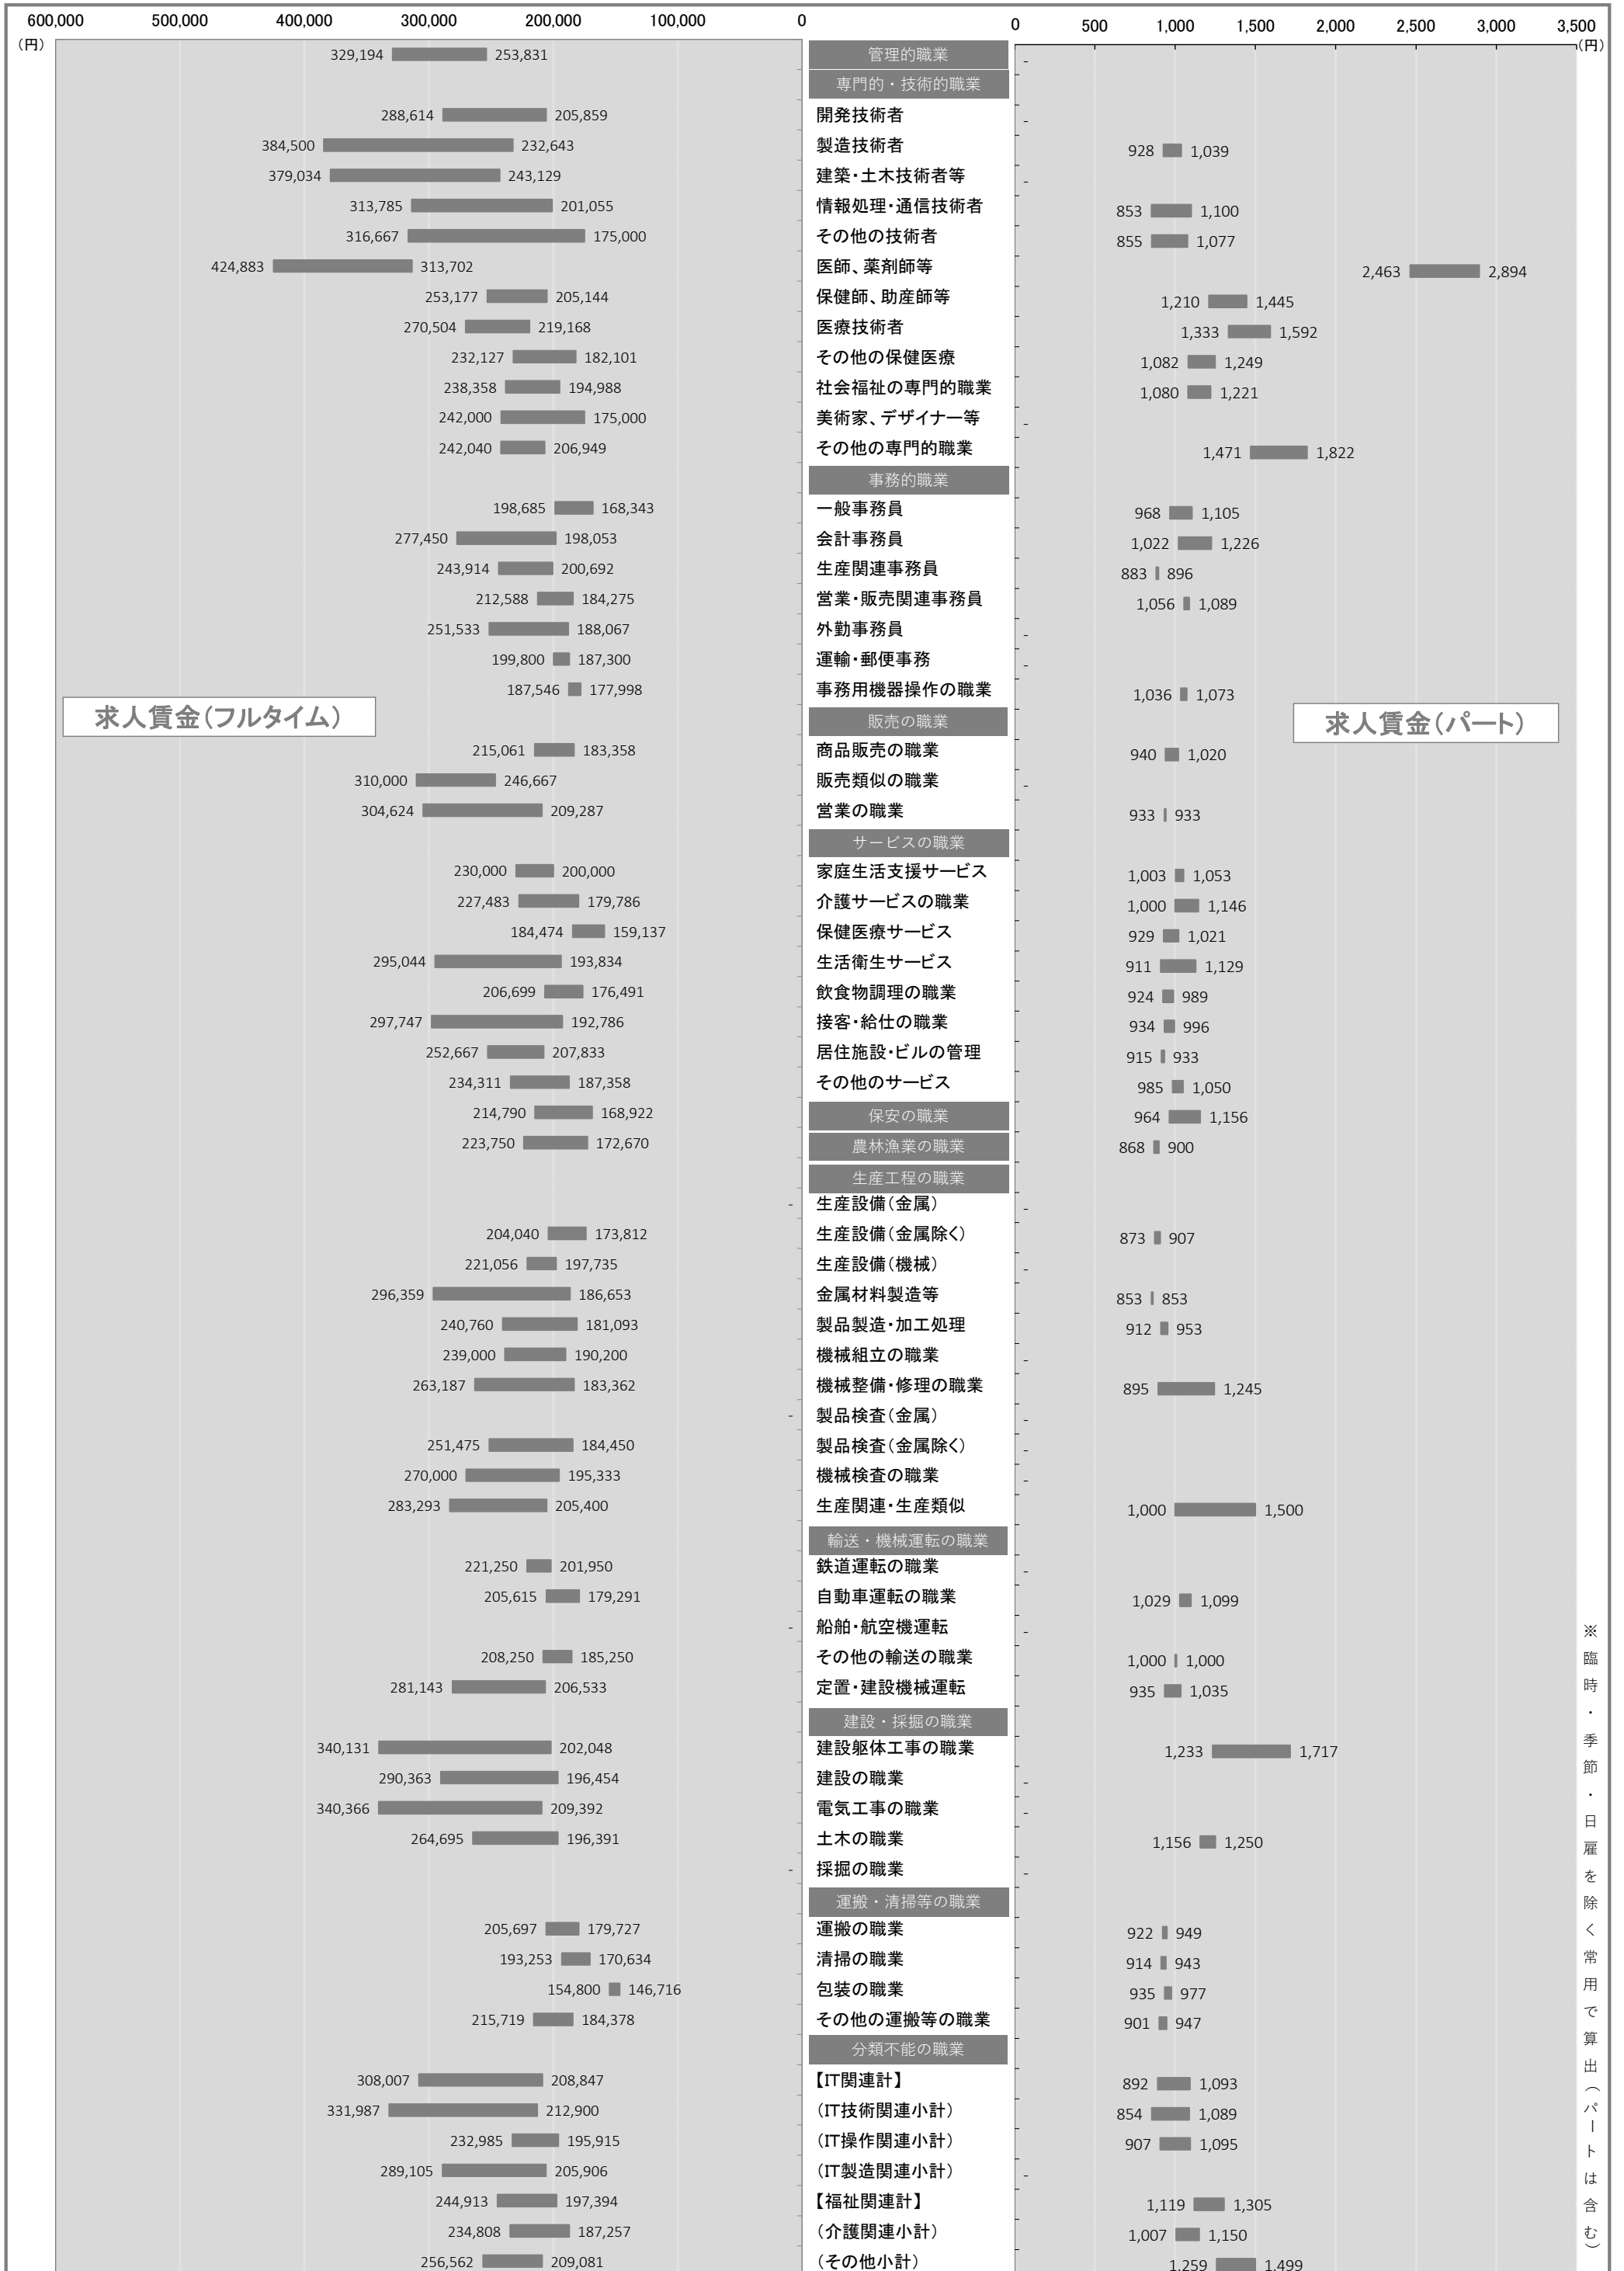 600,000 500,000 400,000 300,000 200,000 100,000 0 0 500 1,000 1,500 2,000 2,500 3,000 3,500
（円） （円）
329,194 253,831 管理的職業 -
専門的・技術的職業
288,614 205,859 開発技術者 -
384,500 232,643 製造技術者 928 1,039
379,034 243,129 建築・土木技術者等 -
313,785 201,055 情報処理・通信技術者 853 1,100
316,667 175,000 その他の技術者 855 1,077
424,883 313,702 医師、薬剤師等 2,463 2,894
253,177 205,144 保健師、助産師等 1,210 1,445
270,504 219,168 医療技術者 1,333 1,592
232,127 182,101 その他の保健医療 1,082 1,249
238,358 194,988 社会福祉の専門的職業 1,080 1,221
242,000 175,000 美術家、デザイナー等 -
242,040 206,949 その他の専門的職業 1,471 1,822
事務的職業
198,685 168,343 一般事務員 968 1,105
277,450 198,053 会計事務員 1,022 1,226
243,914 200,692 生産関連事務員 883 896
212,588 184,275 営業・販売関連事務員 1,056 1,089
251,533 188,067 外勤事務員 -
199,800 187,300 運輸・郵便事務 -
187,546 177,998 事務用機器操作の職業 1,036 1,073
求人賃金（フルタイム） 販売の職業 求人賃金（パート）
215,061 183,358 商品販売の職業 940 1,020
310,000 246,667 販売類似の職業 -
304,624 209,287 営業の職業 933 933
サービスの職業
230,000 200,000 家庭生活支援サービス 1,003 1,053
227,483 179,786 介護サービスの職業 1,000 1,146
184,474 159,137 保健医療サービス 929 1,021
295,044 193,834 生活衛生サービス 911 1,129
206,699 176,491 飲食物調理の職業 924 989
297,747 192,786 接客・給仕の職業 934 996
252,667 207,833 居住施設・ビルの管理 915 933
234,311 187,358 その他のサービス 985 1,050
214,790 168,922 保安の職業 964 1,156
223,750 172,670 農林漁業の職業 868 900
生産工程の職業
- 生産設備（金属） -
204,040 173,812 生産設備（金属除く） 873 907
221,056 197,735 生産設備（機械） -
296,359 186,653 金属材料製造等 853 853
240,760 181,093 製品製造・加工処理 912 953
239,000 190,200 機械組立の職業 -
263,187 183,362 機械整備・修理の職業 895 1,245
- 製品検査（金属） -
251,475 184,450 製品検査（金属除く） -
270,000 195,333 機械検査の職業 -
283,293 205,400 生産関連・生産類似 1,000 1,500
輸送・機械運転の職業
221,250 201,950 鉄道運転の職業 -
205,615 179,291 自動車運転の職業 1,029 1,099
- 船舶・航空機運転 -
208,250 185,250 その他の輸送の職業 1,000 1,000
281,143 206,533 定置・建設機械運転 935 1,035
建設・採掘の職業
340,131 202,048 建設躯体工事の職業 1,233 1,717
290,363 196,454 建設の職業 -
340,366 209,392 電気工事の職業 -
264,695 196,391 土木の職業 1,156 1,250
- 採掘の職業 -
運搬・清掃等の職業
205,697 179,727 運搬の職業 922 949
193,253 170,634 清掃の職業 914 943
154,800 146,716 包装の職業 935 977
215,719 184,378 その他の運搬等の職業 901 947
分類不能の職業
308,007 208,847 【IT関連計】 892 1,093
331,987 212,900 （IT技術関連小計） 854 1,089
232,985 195,915 （IT操作関連小計） 907 1,095
289,105 205,906 （IT製造関連小計） -
244,913 197,394 【福祉関連計】 1,119 1,305
234,808 187,257 （介護関連小計） 1,007 1,150
256,562 209,081 （その他小計） 1,259 1,499
※臨時・季節・日雇を除く常用で算出（パートは含む）